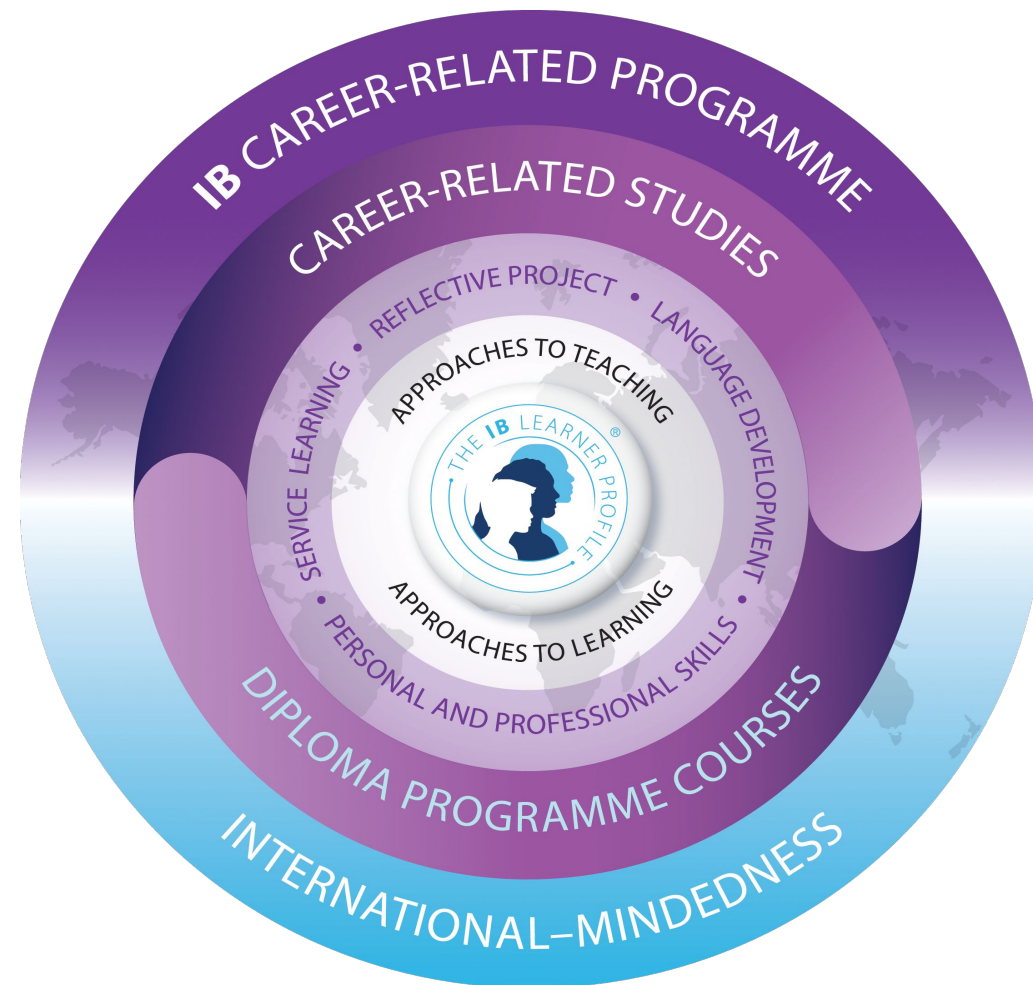 IB CAREER-RELATED PROGRAMME
CAREER-RELATED STUDIES
SERVICE LEARNING • REFLECTIVE PROJECT • LANGUAGE DEVELOPMENT •
APPROACHES TO TEACHING
THE IB LEARNER PROFILE ®
APPROACHES TO LEARNING
• PERSONAL AND PROFESSIONAL SKILLS
DIPLOMA PROGRAMME COURSES
INTERNATIONAL–MINDEDNESS